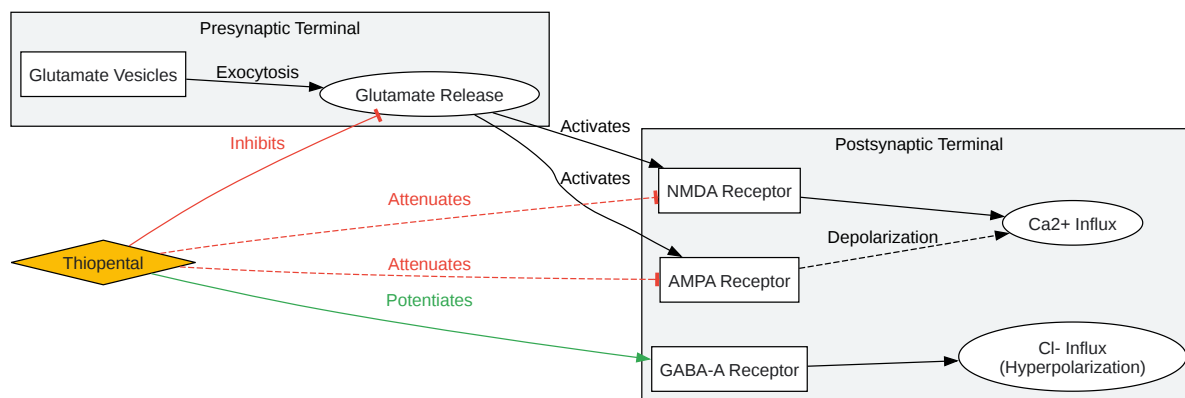 Presynaptic Terminal
Glutamate Vesicles
Exocytosis
Glutamate Release
Inhibits
Activates
Activates
Postsynaptic Terminal
NMDA Receptor
Attenuates
Ca2+ Influx
Depolarization
Thiopental
Attenuates
AMPA Receptor
Potentiates
GABA-A Receptor
Cl- Influx
(Hyperpolarization)